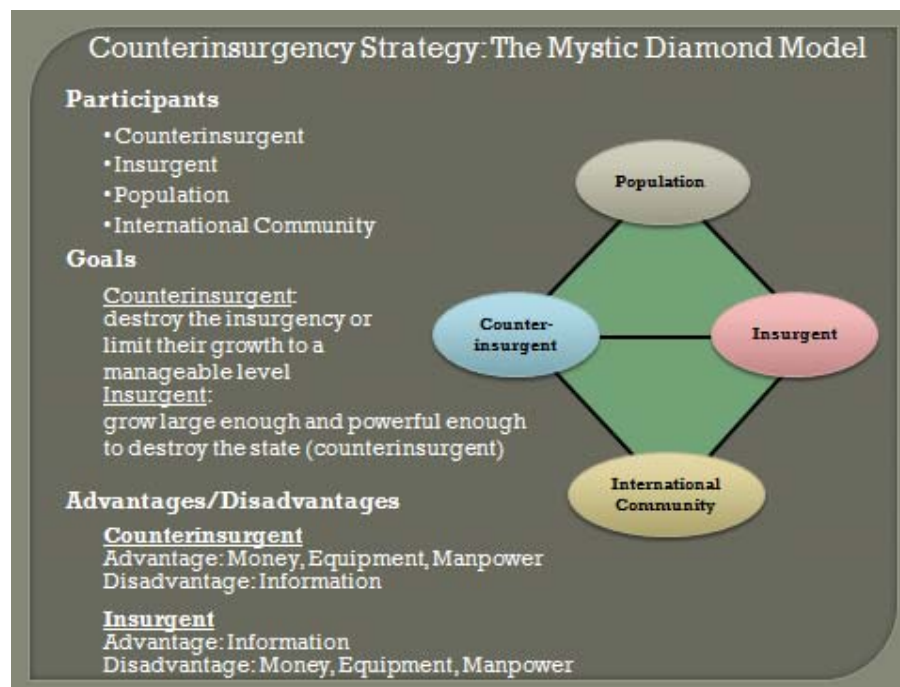 Counterinsurgency Strategy: The Mystic Diamond Model
Participants
•Counterinsurgent
•Insurgent
•Population
•International Community
Goals
Counterinsurgent:
destroy the insurgency or
limit their growth to a
manageable level
Insurgent:
grow large enough and powerful enough
to destroy the state (counterinsurgent)
Advantages/Disadvantages
Counterinsurgent
Advantage: Money, Equipment, Manpower
Disadvantage: Information
Insurgent
Advantage: Information
Disadvantage: Money, Equipment, Manpower
Population
Counter-
insurgent
Insurgent
International
Community